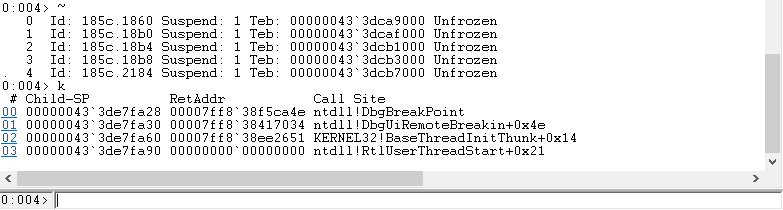 0:004> ~
   0  Id: 185c.1860 Suspend: 1 Teb: 00000043`3dca9000 Unfrozen
   1  Id: 185c.18b0 Suspend: 1 Teb: 00000043`3dcaf000 Unfrozen
   2  Id: 185c.18b4 Suspend: 1 Teb: 00000043`3dcb1000 Unfrozen
   3  Id: 185c.18b8 Suspend: 1 Teb: 00000043`3dcb3000 Unfrozen
.  4  Id: 185c.2184 Suspend: 1 Teb: 00000043`3dcb7000 Unfrozen
0:004> k
 # Child-SP          RetAddr           Call Site
00 00000043`3de7fa28 00007ff8`38f5ca4e ntdll!DbgBreakPoint
01 00000043`3de7fa30 00007ff8`38417034 ntdll!DbgUiRemoteBreakin+0x4e
02 00000043`3de7fa60 00007ff8`38ee2651 KERNEL32!BaseThreadInitThunk+0x14
03 00000043`3de7fa90 00000000`00000000 ntdll!RtlUserThreadStart+0x21
0:004>